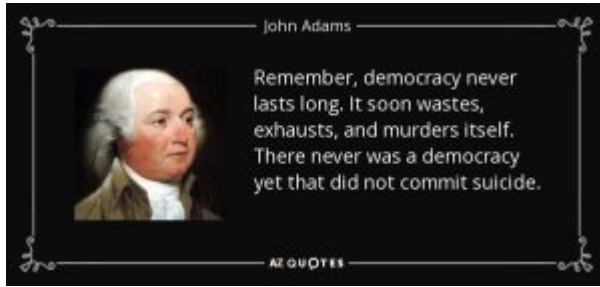 John Adams
Remember, democracy never
lasts long. It soon wastes,
exhausts, and murders itself.
There never was a democracy
yet that did not commit suicide.
AZ QUOTES